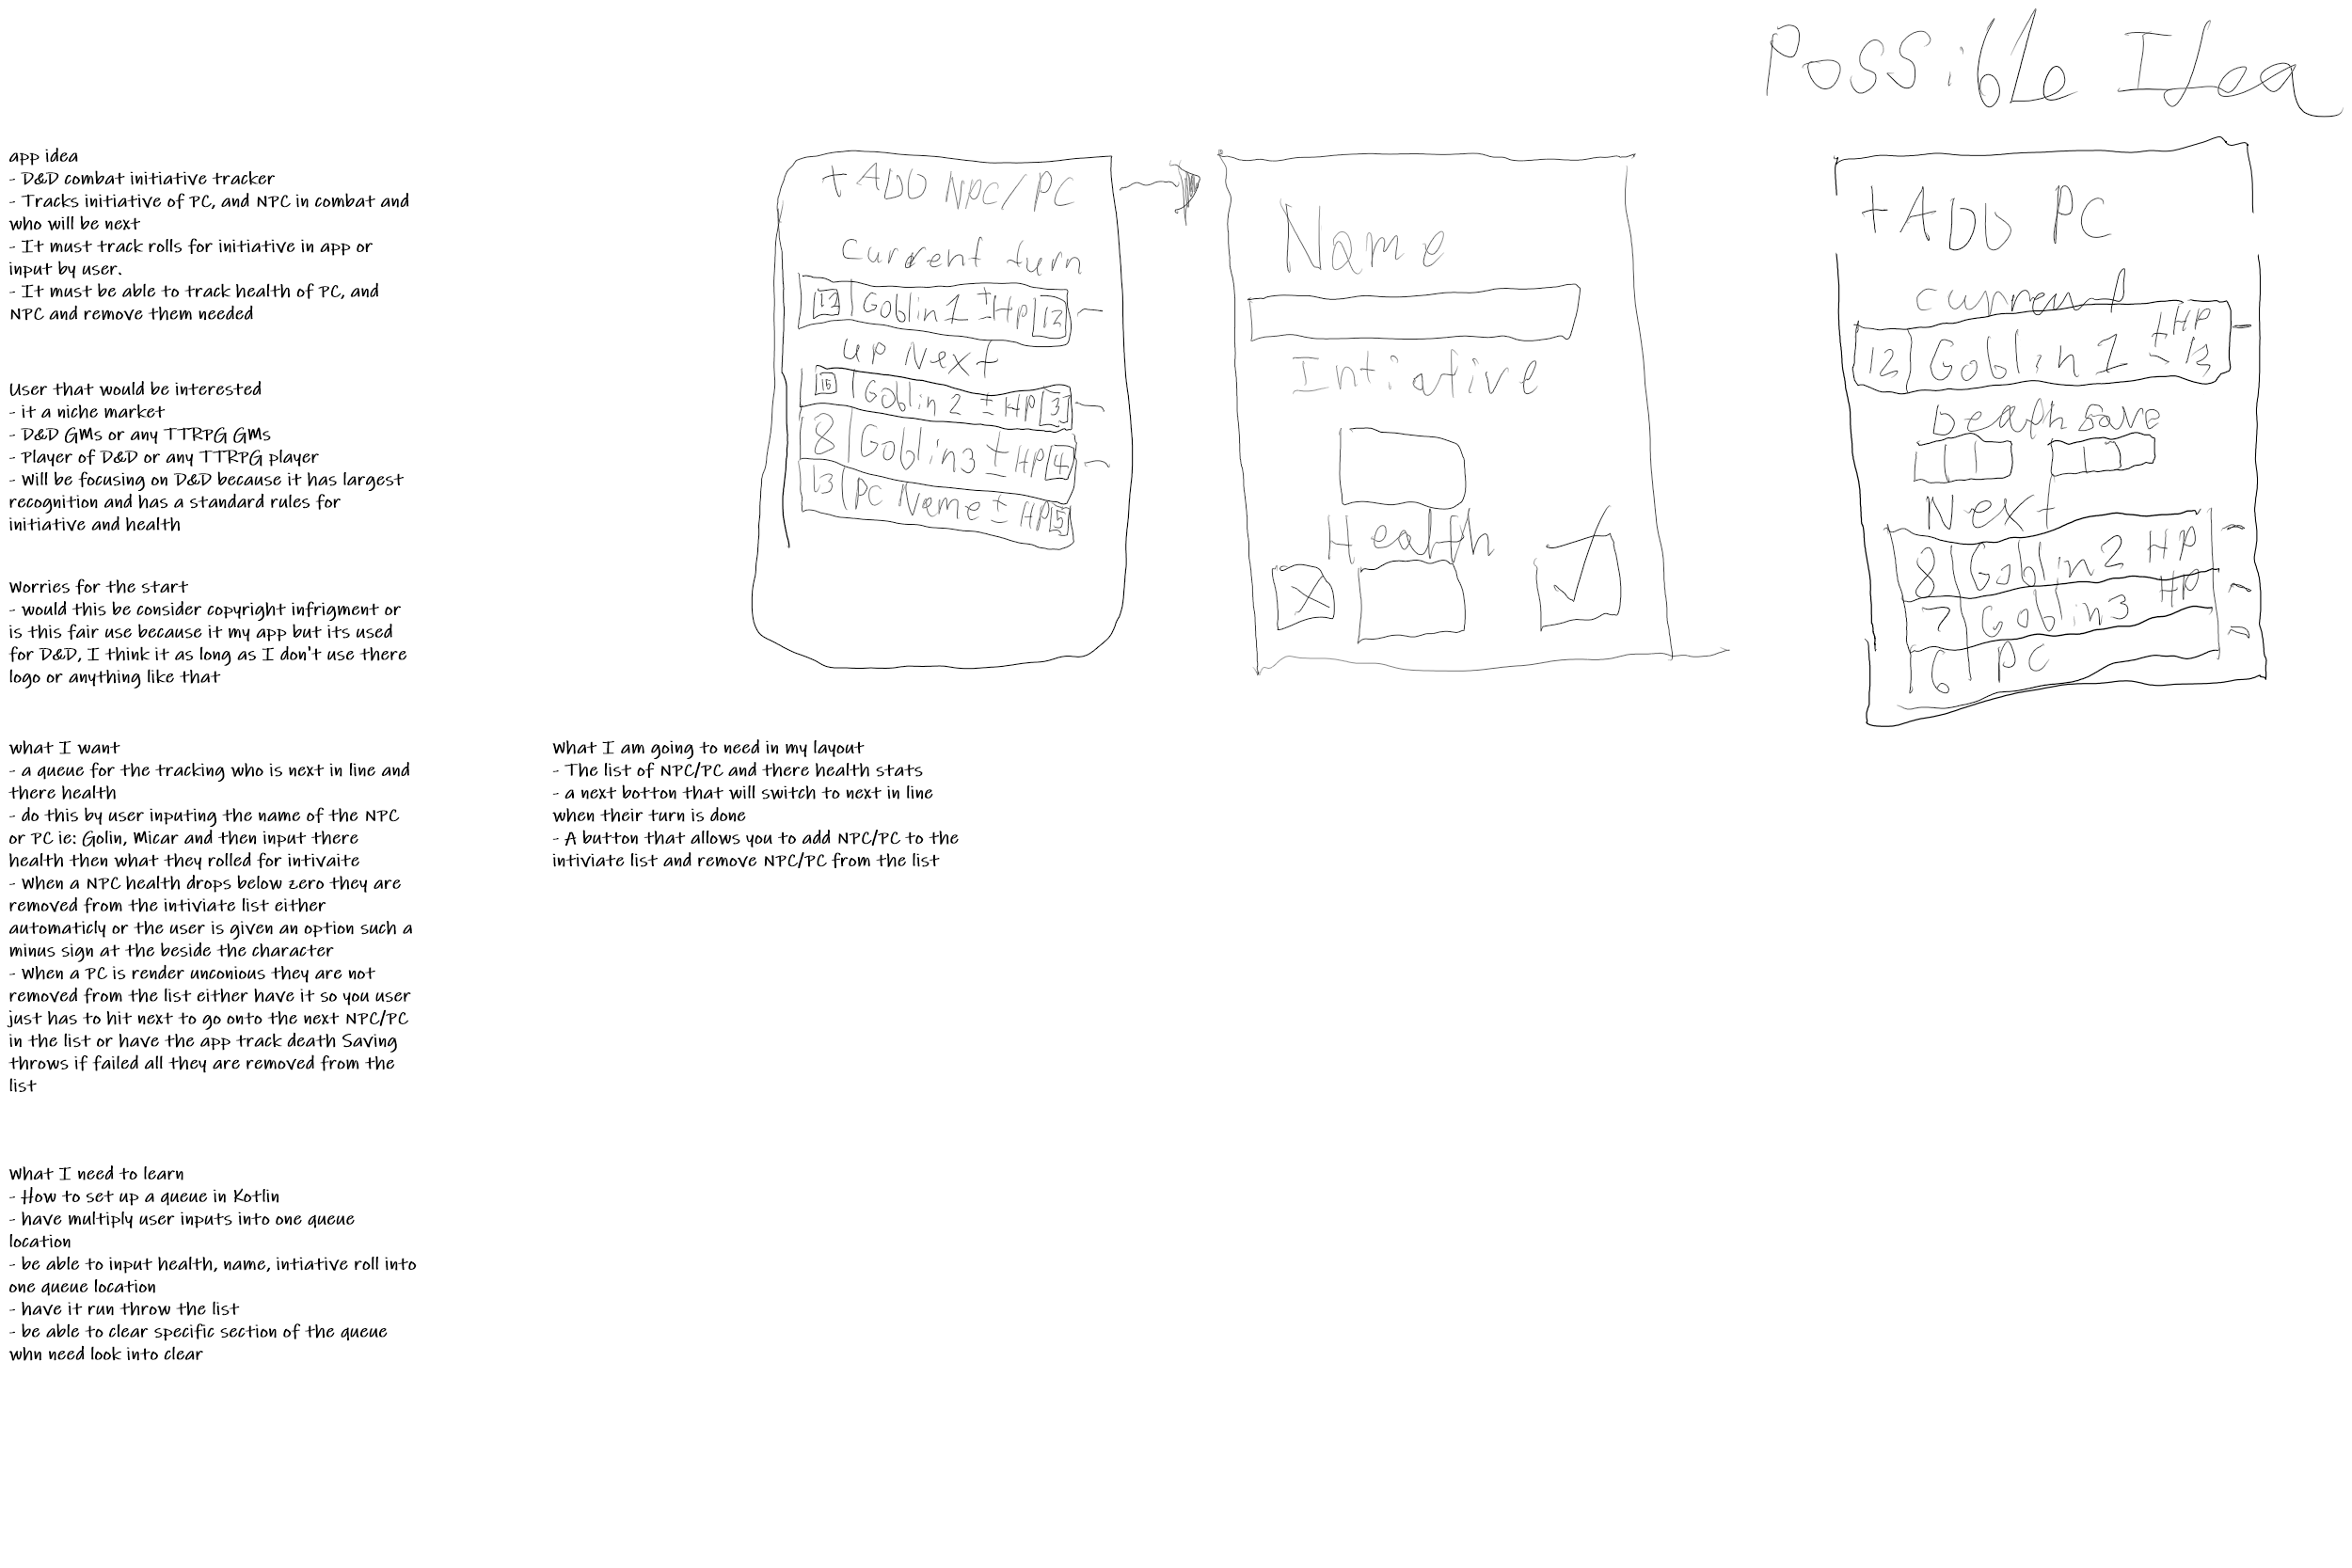 Possible Idea
app idea
- D&D combat initiative tracker
- Tracks initiative of PC, and NPC in combat and
who will be next
- It must track rolls for initiative in app or
input by user.
- It must be able to track health of PC, and
NPC and remove them needed
User that would be interested
- it a niche market
- D&D GMs or any TTRPG GMs
- Player of D&D or any TTRPG player
- Will be focusing on D&D because it has largest
recognition and has a standard rules for
initiative and health
Worries for the start
- would this be consider copyright infrigment or
is this fair use because it my app but its used
for D&D, I think it as long as I don't use there
logo or anything like that
+ ADD NPC/PC
current turn
Goblin 1 ± HP 12
up Next
15 Goblin 2 ± HP 3
8 Goblin3 ± HP 4
13 PC Name ± HP 5
Name
Intiative
Health
+ ADD PC
current
12 Goblin 1 ± HP
Death save
Next
8 Goblin 2 HP
7 Goblin3 HP
6 PC
what I want
- a queue for the tracking who is next in line and
there health
- do this by user inputing the name of the NPC
or PC ie: Golin, Micar and then input there
health then what they rolled for intivaite
- When a NPC health drops below zero they are
removed from the intiviate list either
automaticly or the user is given an option such a
minus sign at the beside the character
- When a PC is render unconious they are not
removed from the list either have it so you user
just has to hit next to go onto the next NPC/PC
in the list or have the app track death Saving
throws if failed all they are removed from the
list
What I am going to need in my layout
- The list of NPC/PC and there health stats
- a next botton that will switch to next in line
when their turn is done
- A button that allows you to add NPC/PC to the
intiviate list and remove NPC/PC from the list
What I need to learn
- How to set up a queue in Kotlin
- have multiply user inputs into one queue
location
- be able to input health, name, intiative roll into
one queue location
- have it run throw the list
- be able to clear specific section of the queue
whn need look into clear